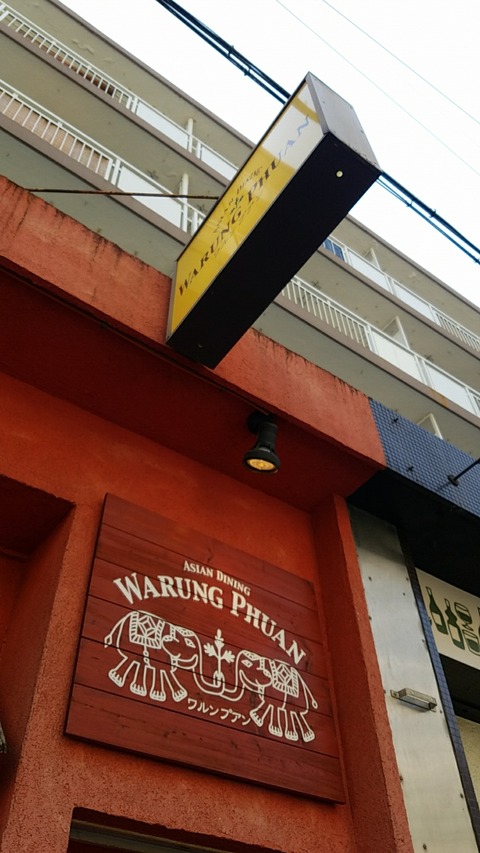 WARUNG PHUAN
ASIAN DINING
WARUNG PHUAN
ワルンプアン